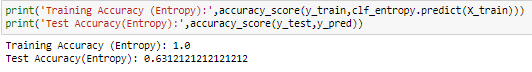 print('Training Accuracy (Entropy):',accuracy_score(y_train,clf_entropy.predict(X_train)))
print('Test Accuracy(Entropy):',accuracy_score(y_test,y_pred))
Training Accuracy (Entropy): 1.0
Test Accuracy(Entropy): 0.6312121212121212